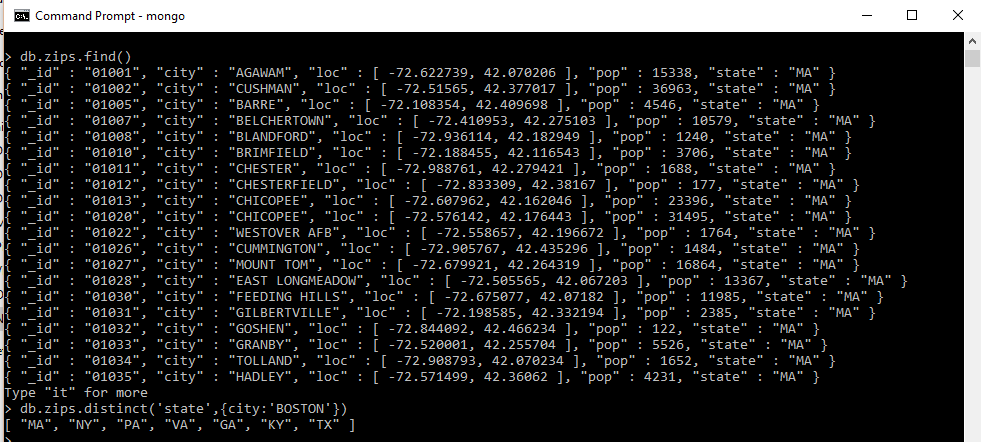 Command Prompt - mongo
> db.zips.find()
{ "_id" : "01001", "city" : "AGAWAM", "loc" : [ -72.622739, 42.070206 ], "pop" : 15338, "state" : "MA" }
{ "_id" : "01002", "city" : "CUSHMAN", "loc" : [ -72.51565, 42.377017 ], "pop" : 36963, "state" : "MA" }
{ "_id" : "01005", "city" : "BARRE", "loc" : [ -72.108354, 42.409698 ], "pop" : 4546, "state" : "MA" }
{ "_id" : "01007", "city" : "BELCHERTOWN", "loc" : [ -72.410953, 42.275103 ], "pop" : 10579, "state" : "MA" }
{ "_id" : "01008", "city" : "BLANDFORD", "loc" : [ -72.936114, 42.182949 ], "pop" : 1240, "state" : "MA" }
{ "_id" : "01010", "city" : "BRIMFIELD", "loc" : [ -72.188455, 42.116543 ], "pop" : 3706, "state" : "MA" }
{ "_id" : "01011", "city" : "CHESTER", "loc" : [ -72.988761, 42.279421 ], "pop" : 1688, "state" : "MA" }
{ "_id" : "01012", "city" : "CHESTERFIELD", "loc" : [ -72.833309, 42.38167 ], "pop" : 177, "state" : "MA" }
{ "_id" : "01013", "city" : "CHICOPEE", "loc" : [ -72.607962, 42.162046 ], "pop" : 23396, "state" : "MA" }
{ "_id" : "01020", "city" : "CHICOPEE", "loc" : [ -72.576142, 42.176443 ], "pop" : 31495, "state" : "MA" }
{ "_id" : "01022", "city" : "WESTOVER AFB", "loc" : [ -72.558657, 42.196672 ], "pop" : 1764, "state" : "MA" }
{ "_id" : "01026", "city" : "CUMMINGTON", "loc" : [ -72.905767, 42.435296 ], "pop" : 1484, "state" : "MA" }
{ "_id" : "01027", "city" : "MOUNT TOM", "loc" : [ -72.679921, 42.264319 ], "pop" : 16864, "state" : "MA" }
{ "_id" : "01028", "city" : "EAST LONGMEADOW", "loc" : [ -72.505565, 42.067203 ], "pop" : 13367, "state" : "MA" }
{ "_id" : "01030", "city" : "FEEDING HILLS", "loc" : [ -72.675077, 42.07182 ], "pop" : 11985, "state" : "MA" }
{ "_id" : "01031", "city" : "GILBERTVILLE", "loc" : [ -72.198585, 42.332194 ], "pop" : 2385, "state" : "MA" }
{ "_id" : "01032", "city" : "GOSHEN", "loc" : [ -72.844092, 42.466234 ], "pop" : 122, "state" : "MA" }
{ "_id" : "01033", "city" : "GRANBY", "loc" : [ -72.520001, 42.255704 ], "pop" : 5526, "state" : "MA" }
{ "_id" : "01034", "city" : "TOLLAND", "loc" : [ -72.908793, 42.070234 ], "pop" : 1652, "state" : "MA" }
{ "_id" : "01035", "city" : "HADLEY", "loc" : [ -72.571499, 42.36062 ], "pop" : 4231, "state" : "MA" }
Type "it" for more
> db.zips.distinct('state',{city:'BOSTON'})
[ "MA", "NY", "PA", "VA", "GA", "KY", "TX" ]
>